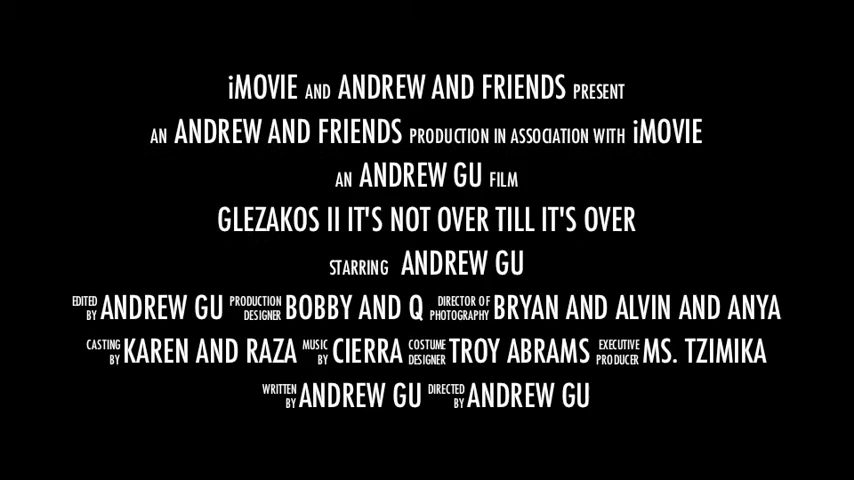 iMOVIE AND ANDREW AND FRIENDS PRESENT
AN ANDREW AND FRIENDS PRODUCTION IN ASSOCIATION WITH iMOVIE
AN ANDREW GU FILM
GLEZAKOS II IT'S NOT OVER TILL IT'S OVER
STARRING ANDREW GU
EDITED BY ANDREW GU PRODUCTION DESIGNER BOBBY AND Q DIRECTOR OF PHOTOGRAPHY BRYAN AND ALVIN AND ANYA
CASTING BY KAREN AND RAZA MUSIC BY CIERRA COSTUME DESIGNER TROY ABRAMS EXECUTIVE PRODUCER MS. TZIMIKA
WRITTEN BY ANDREW GU DIRECTED BY ANDREW GU